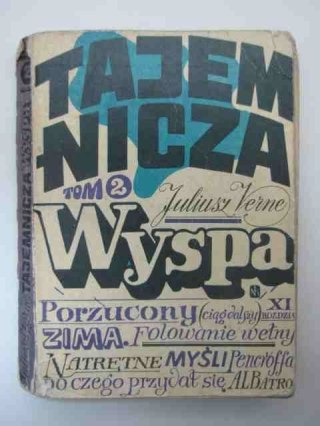 TAJEM
NICZA
TOM 2
Juliusz Verne
Wyspa
Porzucony (ciąg dalszy) XI
ZIMA. Folowanie wełny
NATRĘTNE MYŚLI Pencroffa
do czego przydał się ALBATRO
TAJEMNICZA